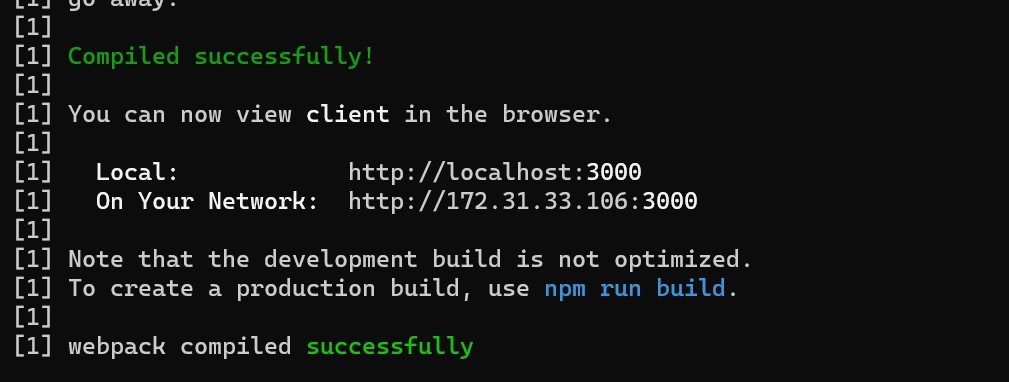 [1] go away.
[1]
[1] Compiled successfully!
[1]
[1] You can now view client in the browser.
[1]
[1]   Local:            http://localhost:3000
[1]   On Your Network:  http://172.31.33.106:3000
[1]
[1] Note that the development build is not optimized.
[1] To create a production build, use npm run build.
[1]
[1] webpack compiled successfully